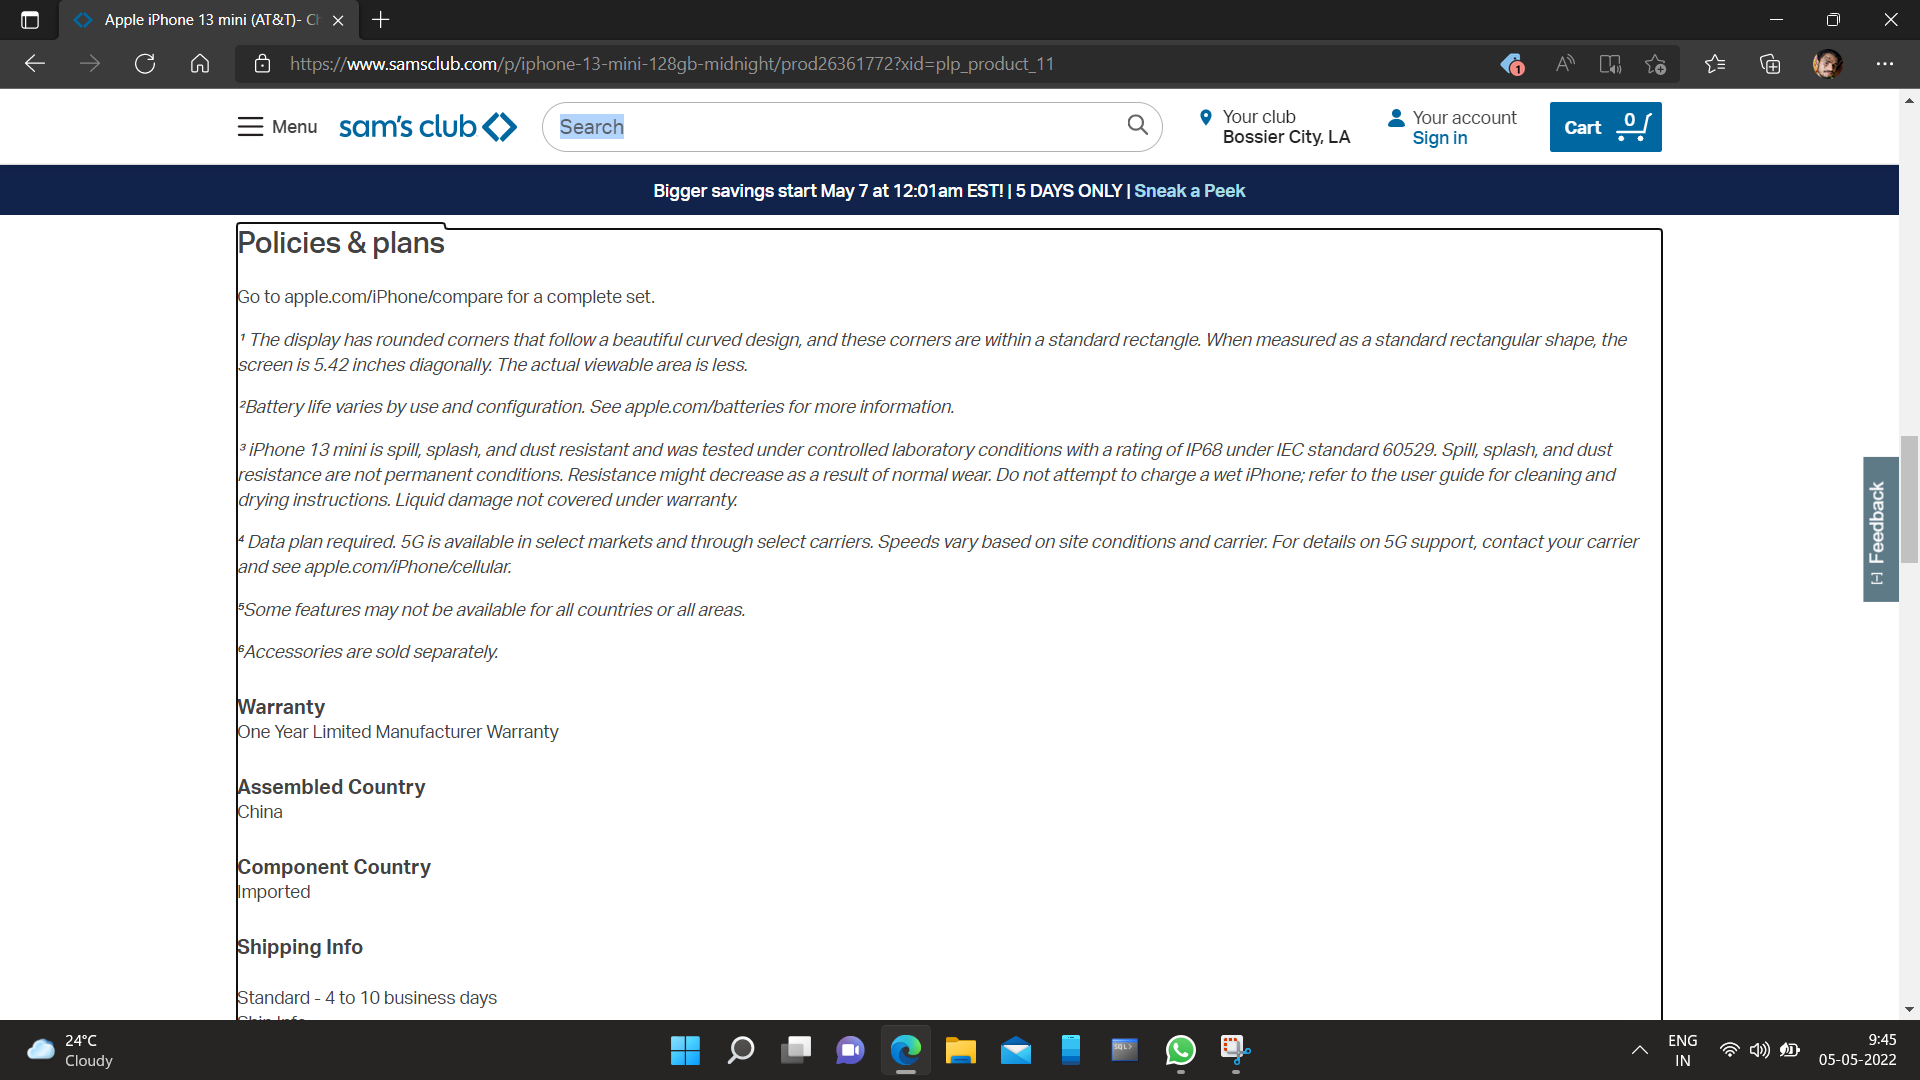 Apple iPhone 13 mini (AT&T)- Ch
https://www.samsclub.com/p/iphone-13-mini-128gb-midnight/prod26361772?xid=plp_product_11
1
Menu
sam's club
Search
Your club
Bossier City, LA
Your account
Sign in
Cart
0
Bigger savings start May 7 at 12:01am EST! | 5 DAYS ONLY | Sneak a Peek
Policies & plans
Go to apple.com/iPhone/compare for a complete set.
¹ The display has rounded corners that follow a beautiful curved design, and these corners are within a standard rectangle. When measured as a standard rectangular shape, the
screen is 5.42 inches diagonally. The actual viewable area is less.
²Battery life varies by use and configuration. See apple.com/batteries for more information.
³ iPhone 13 mini is spill, splash, and dust resistant and was tested under controlled laboratory conditions with a rating of IP68 under IEC standard 60529. Spill, splash, and dust
resistance are not permanent conditions. Resistance might decrease as a result of normal wear. Do not attempt to charge a wet iPhone; refer to the user guide for cleaning and
drying instructions. Liquid damage not covered under warranty.
⁴ Data plan required. 5G is available in select markets and through select carriers. Speeds vary based on site conditions and carrier. For details on 5G support, contact your carrier
and see apple.com/iPhone/cellular.
⁵Some features may not be available for all countries or all areas.
⁶Accessories are sold separately.
Warranty
One Year Limited Manufacturer Warranty
Assembled Country
China
Component Country
Imported
Shipping Info
Standard - 4 to 10 business days
Ship Info
[-] Feedback
24°C
Cloudy
SQL>
ENG
IN
9:45
05-05-2022